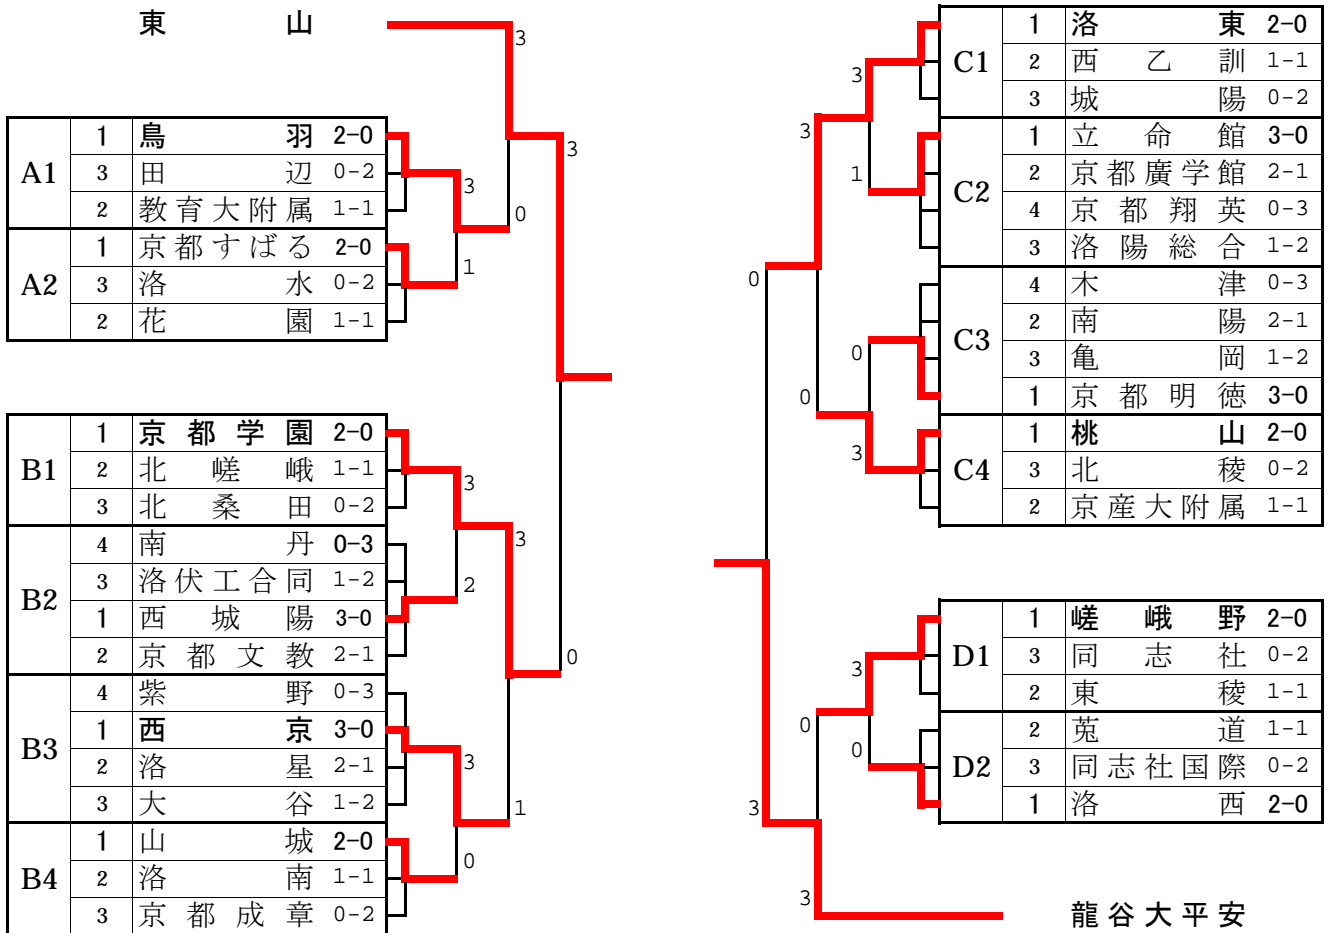 東山
3
3
A1
1 鳥羽 2-0
3 田辺 0-2
2 教育大附属 1-1
3
0
A2
1 京都すばる 2-0
3 洛水 0-2
2 花園 1-1
1
B1
1 京都学園 2-0
2 北嵯峨 1-1
3 北桑田 0-2
3
3
B2
4 南丹 0-3
3 洛伏工合同 1-2
1 西城陽 3-0
2 京都文教 2-1
2
0
B3
4 紫野 0-3
1 西京 3-0
2 洛星 2-1
3 大谷 1-2
3
1
B4
1 山城 2-0
2 洛南 1-1
3 京都成章 0-2
0
C1
1 洛東 2-0
2 西乙訓 1-1
3 城陽 0-2
3
3
C2
1 立命館 3-0
2 京都廣学館 2-1
4 京都翔英 0-3
3 洛陽総合 1-2
1
0
C3
4 木津 0-3
2 南陽 2-1
3 亀岡 1-2
1 京都明徳 3-0
0
0
C4
1 桃山 2-0
3 北稜 0-2
2 京産大附属 1-1
3
D1
1 嵯峨野 2-0
3 同志社 0-2
2 東稜 1-1
3
0
D2
2 莵道 1-1
3 同志社国際 0-2
1 洛西 2-0
0
3
3
龍谷大平安